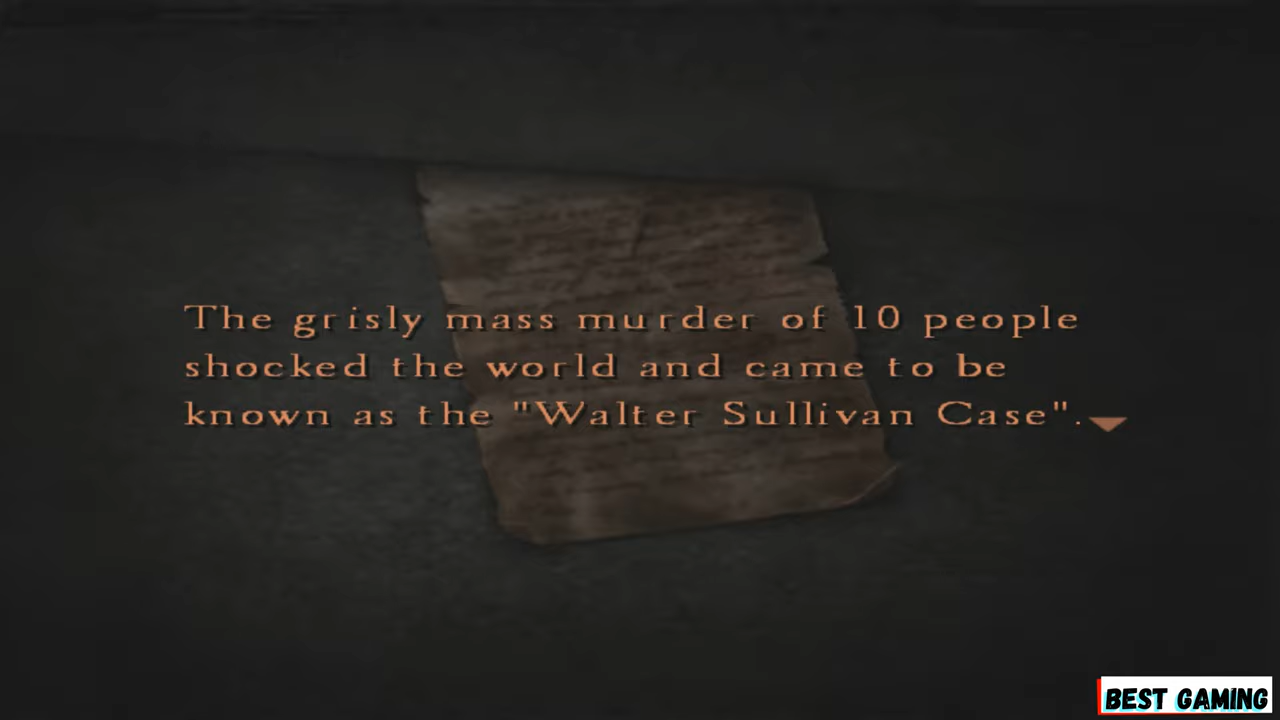 The grisly mass murder of 10 people
shocked the world and came to be
known as the "Walter Sullivan Case".
BEST GAMING